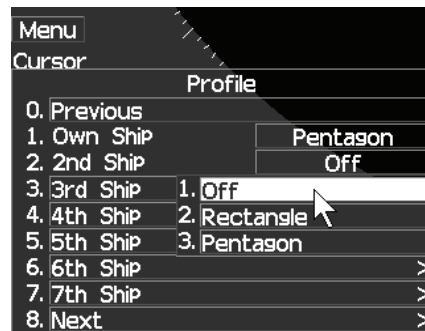 Menu
Cursor
Profile
0. Previous
1. Own Ship Pentagon
2. 2nd Ship Off
3. 3rd Ship 1. Off
4. 4th Ship 2. Rectangle
5. 5th Ship 3. Pentagon
6. 6th Ship >
7. 7th Ship >
8. Next >